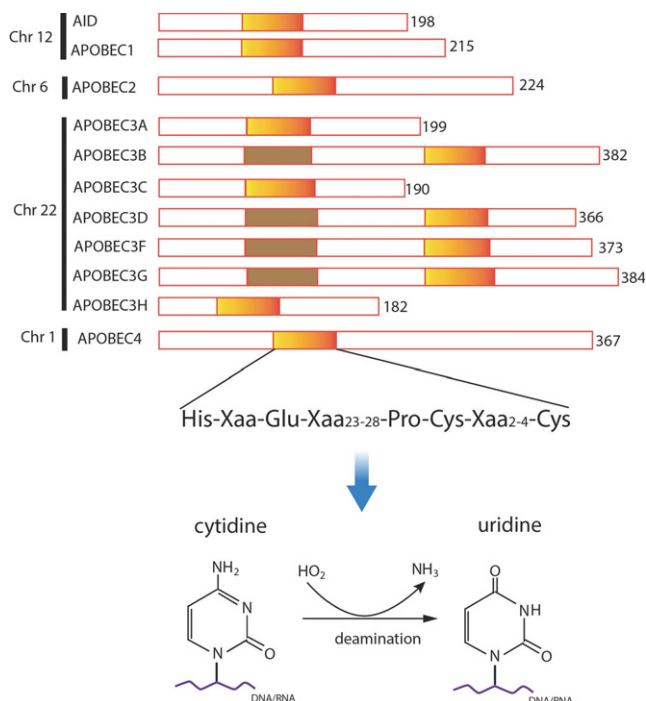 Chr 12
AID 198
APOBEC1 215
Chr 6 APOBEC2 224
Chr 22
APOBEC3A 199
APOBEC3B 382
APOBEC3C 190
APOBEC3D 366
APOBEC3F 373
APOBEC3G 384
APOBEC3H 182
Chr 1 APOBEC4 367
His-Xaa-Glu-Xaa23-28-Pro-Cys-Xaa2-4-Cys
cytidine uridine
NH2 HO2 NH3 O
N NH
deamination
N O N O
DNA/RNA DNA/RNA